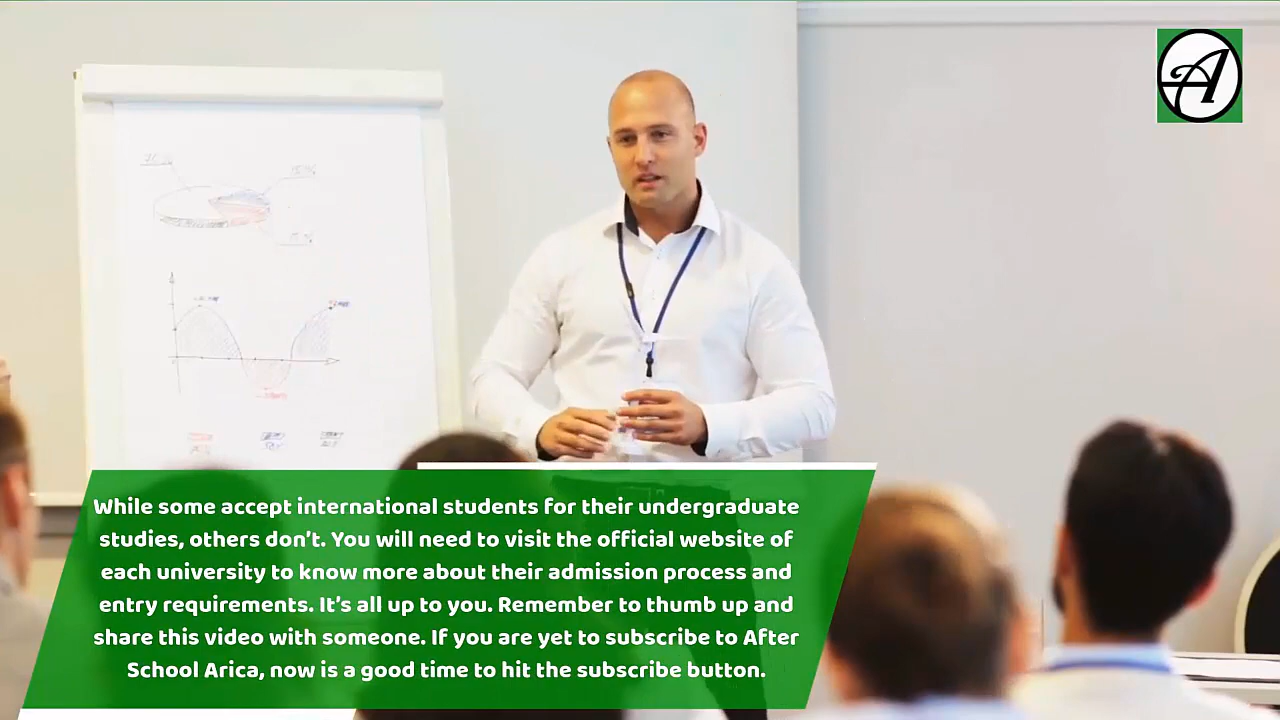 A
While some accept international students for their undergraduate
studies, others don't. You will need to visit the official website of
each university to know more about their admission process and
entry requirements. It's all up to you. Remember to thumb up and
share this video with someone. If you are yet to subscribe to After
School Arica, now is a good time to hit the subscribe button.